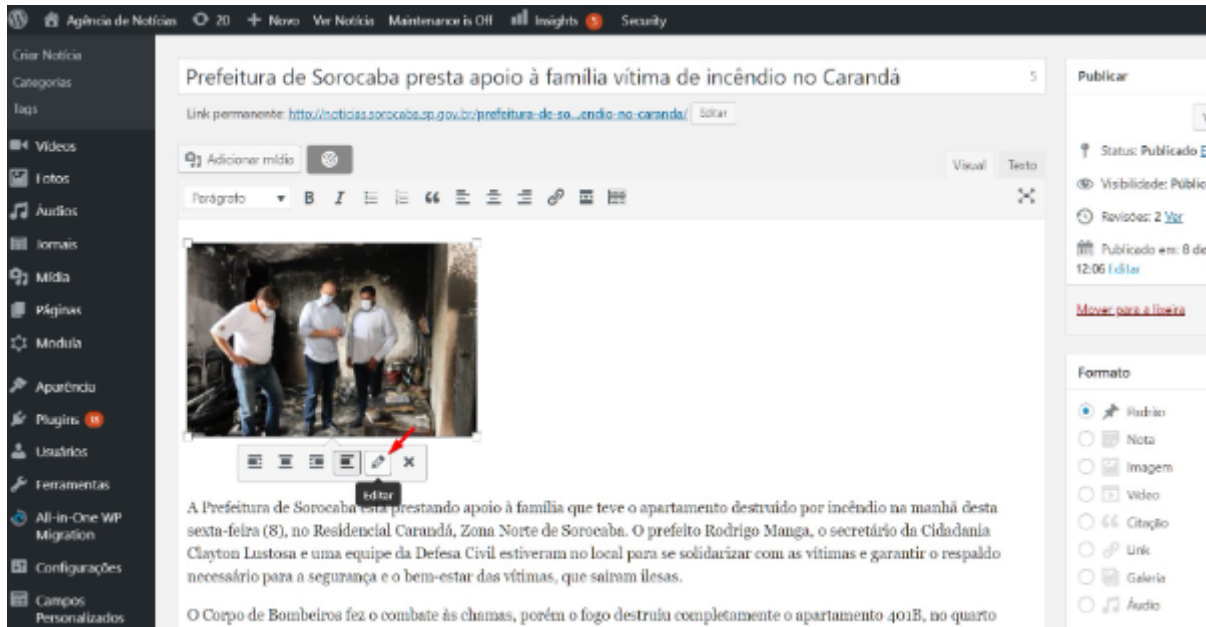 Agência de Notícias 20 Novo Ver Notícia Maintenance is Off Insights 5 Security
Criar Notícia
Categorias
Tags
Vídeos
Fotos
Áudios
Jornais
Mídia
Páginas
Modula
Aparência
Plugins 18
Usuários
Ferramentas
All-in-One WP
Migration
Configurações
Campos
Personalizados
Prefeitura de Sorocaba presta apoio à família vítima de incêndio no Carandá 5
Link permanente: http://noticias.sorocaba.sp.gov.br/prefeitura-de-so...endio-no-caranda/ Editar
Adicionar mídia
Visual Texto
Parágrafo B I
Editar
A Prefeitura de Sorocaba está prestando apoio à família que teve o apartamento destruído por incêndio na manhã desta
sexta-feira (8), no Residencial Carandá, Zona Norte de Sorocaba. O prefeito Rodrigo Manga, o secretário da Cidadania
Clayton Lustosa e uma equipe da Defesa Civil estiveram no local para se solidarizar com as vítimas e garantir o respaldo
necessário para a segurança e o bem-estar das vítimas, que saíram ilesas.
O Corpo de Bombeiros fez o combate às chamas, porém o fogo destruiu completamente o apartamento 401B, no quarto
Publicar
Status: Publicado E
Visibilidade: Públic
Revisões: 2 Ver
Publicado em: 8 de
12:06 Editar
Mover para a lixeira
Formato
Padrão
Nota
Imagem
Vídeo
Citação
Link
Galeria
Áudio